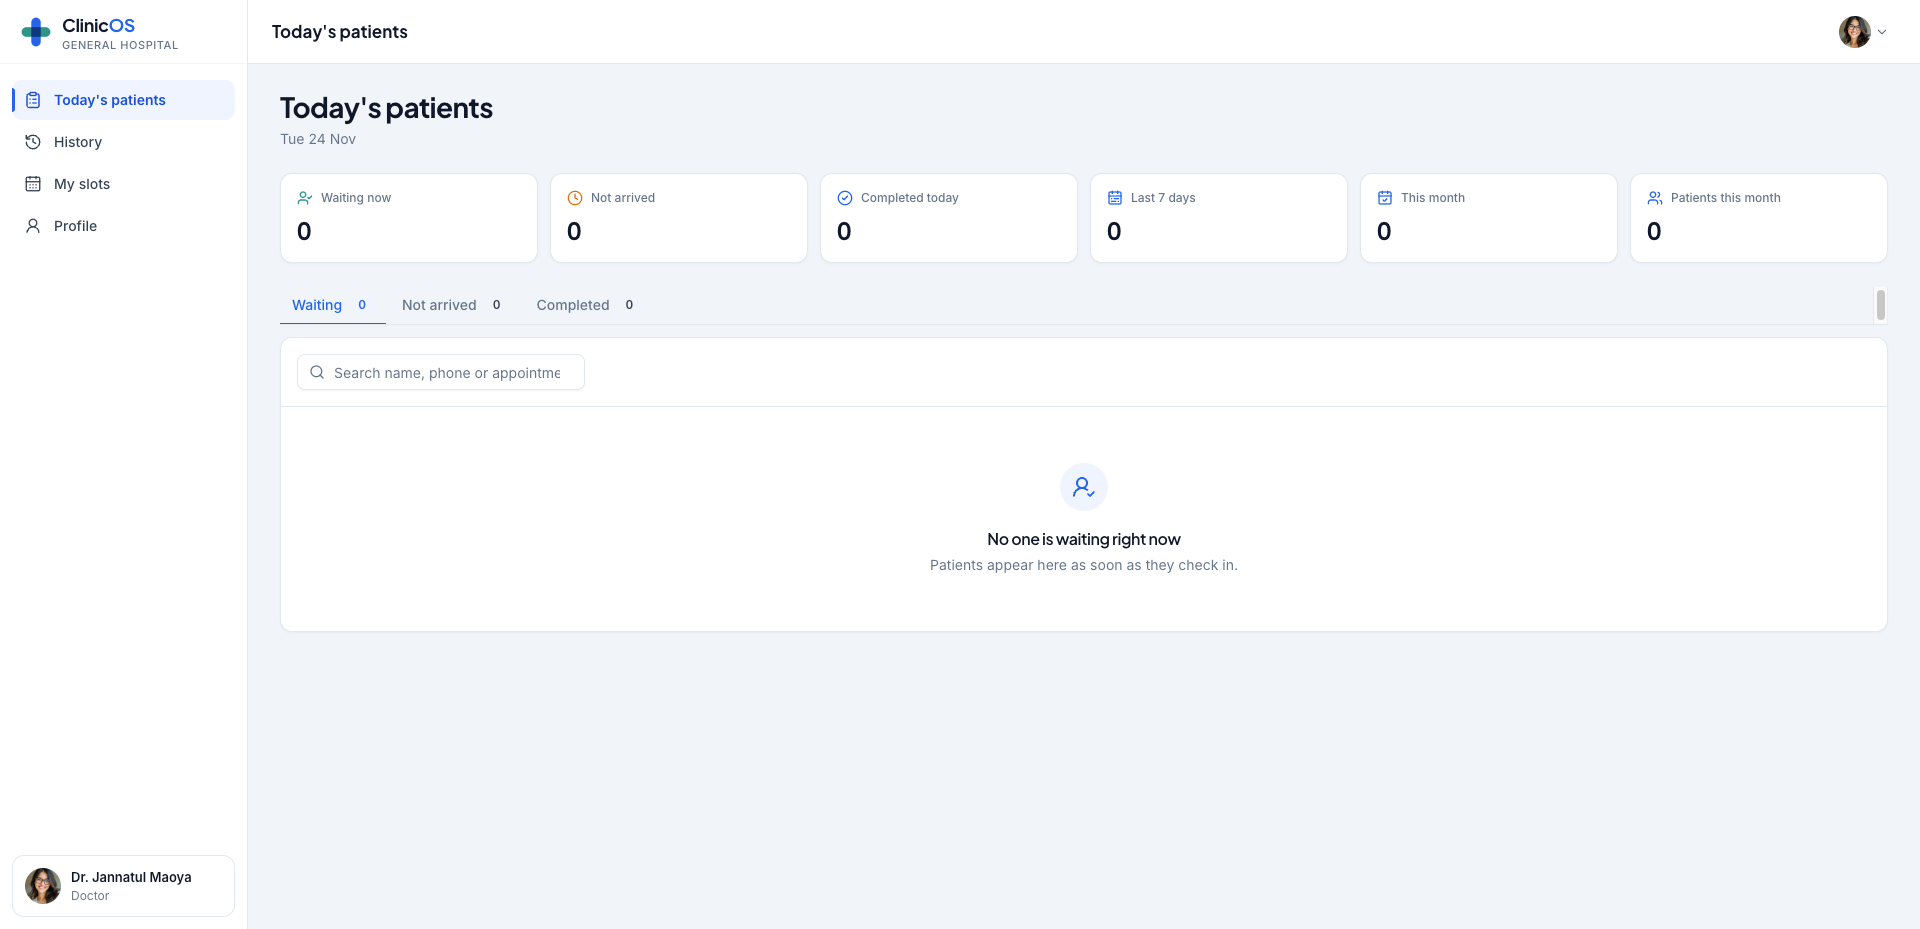 ClinicOS
GENERAL HOSPITAL
Today's patients
Today's patients
History
My slots
Profile
Today's patients
Tue 24 Nov
Waiting now
0
Not arrived
0
Completed today
0
Last 7 days
0
This month
0
Patients this month
0
Waiting 0 Not arrived 0 Completed 0
Search name, phone or appointme
No one is waiting right now
Patients appear here as soon as they check in.
Dr. Jannatul Maoya
Doctor